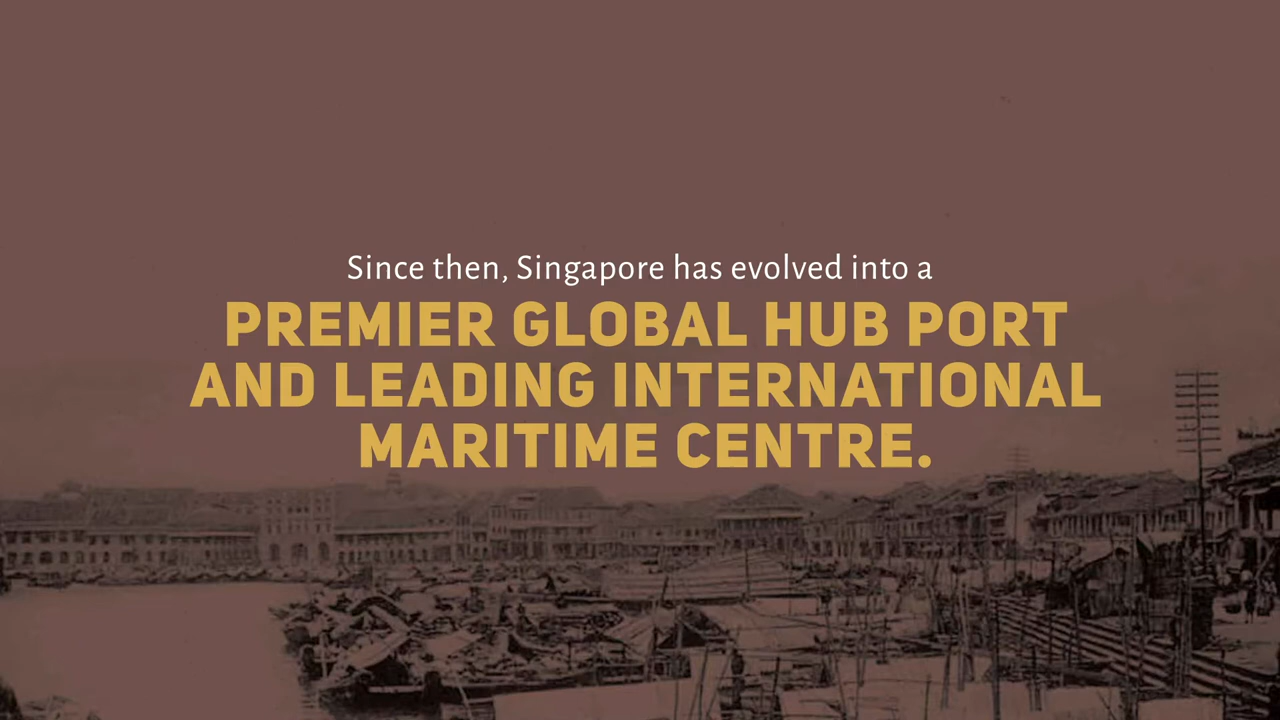 Since then, Singapore has evolved into a
PREMIER GLOBAL HUB PORT
AND LEADING INTERNATIONAL
MARITIME CENTRE.